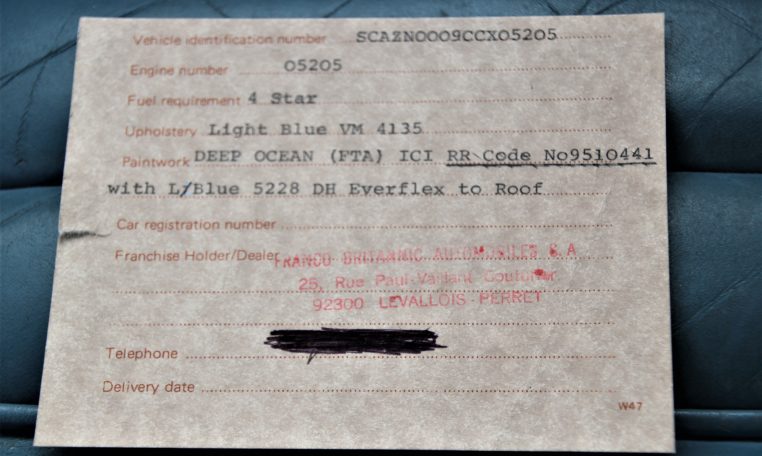 Vehicle identification number SCAZN0009CCX05205
Engine number 05205
Fuel requirement 4 Star
Upholstery Light Blue VM 4135
Paintwork DEEP OCEAN (FTA) ICI RR Code No9510441
with L/Blue 5228 DH Everflex to Roof
Car registration number
Franchise Holder/Dealer FRANCO BRITANNIC AUTOMOBILES S A
25, Rue Paul-Vaillant Couturier
92300 LEVALLOIS-PERRET
Telephone
Delivery date
W47